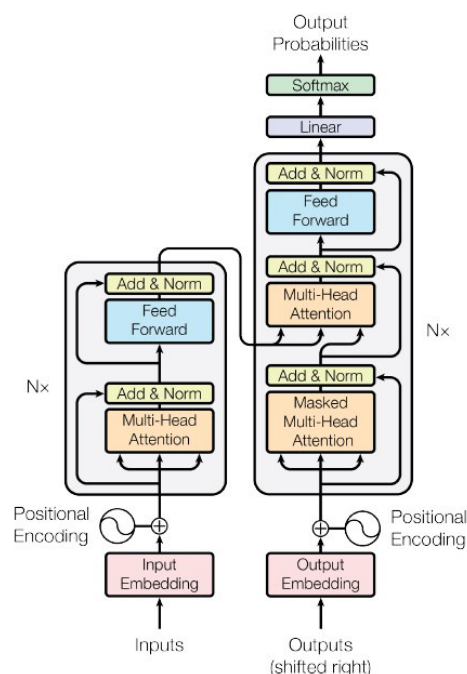 Output
Probabilities
Softmax
Linear
Add & Norm
Feed
Forward
Add & Norm
Multi-Head
Attention
Nx
Add & Norm
Masked
Multi-Head
Attention
Add & Norm
Feed
Forward
Nx
Add & Norm
Multi-Head
Attention
Positional
Encoding
Positional
Encoding
Input
Embedding
Output
Embedding
Inputs
Outputs
(shifted right)